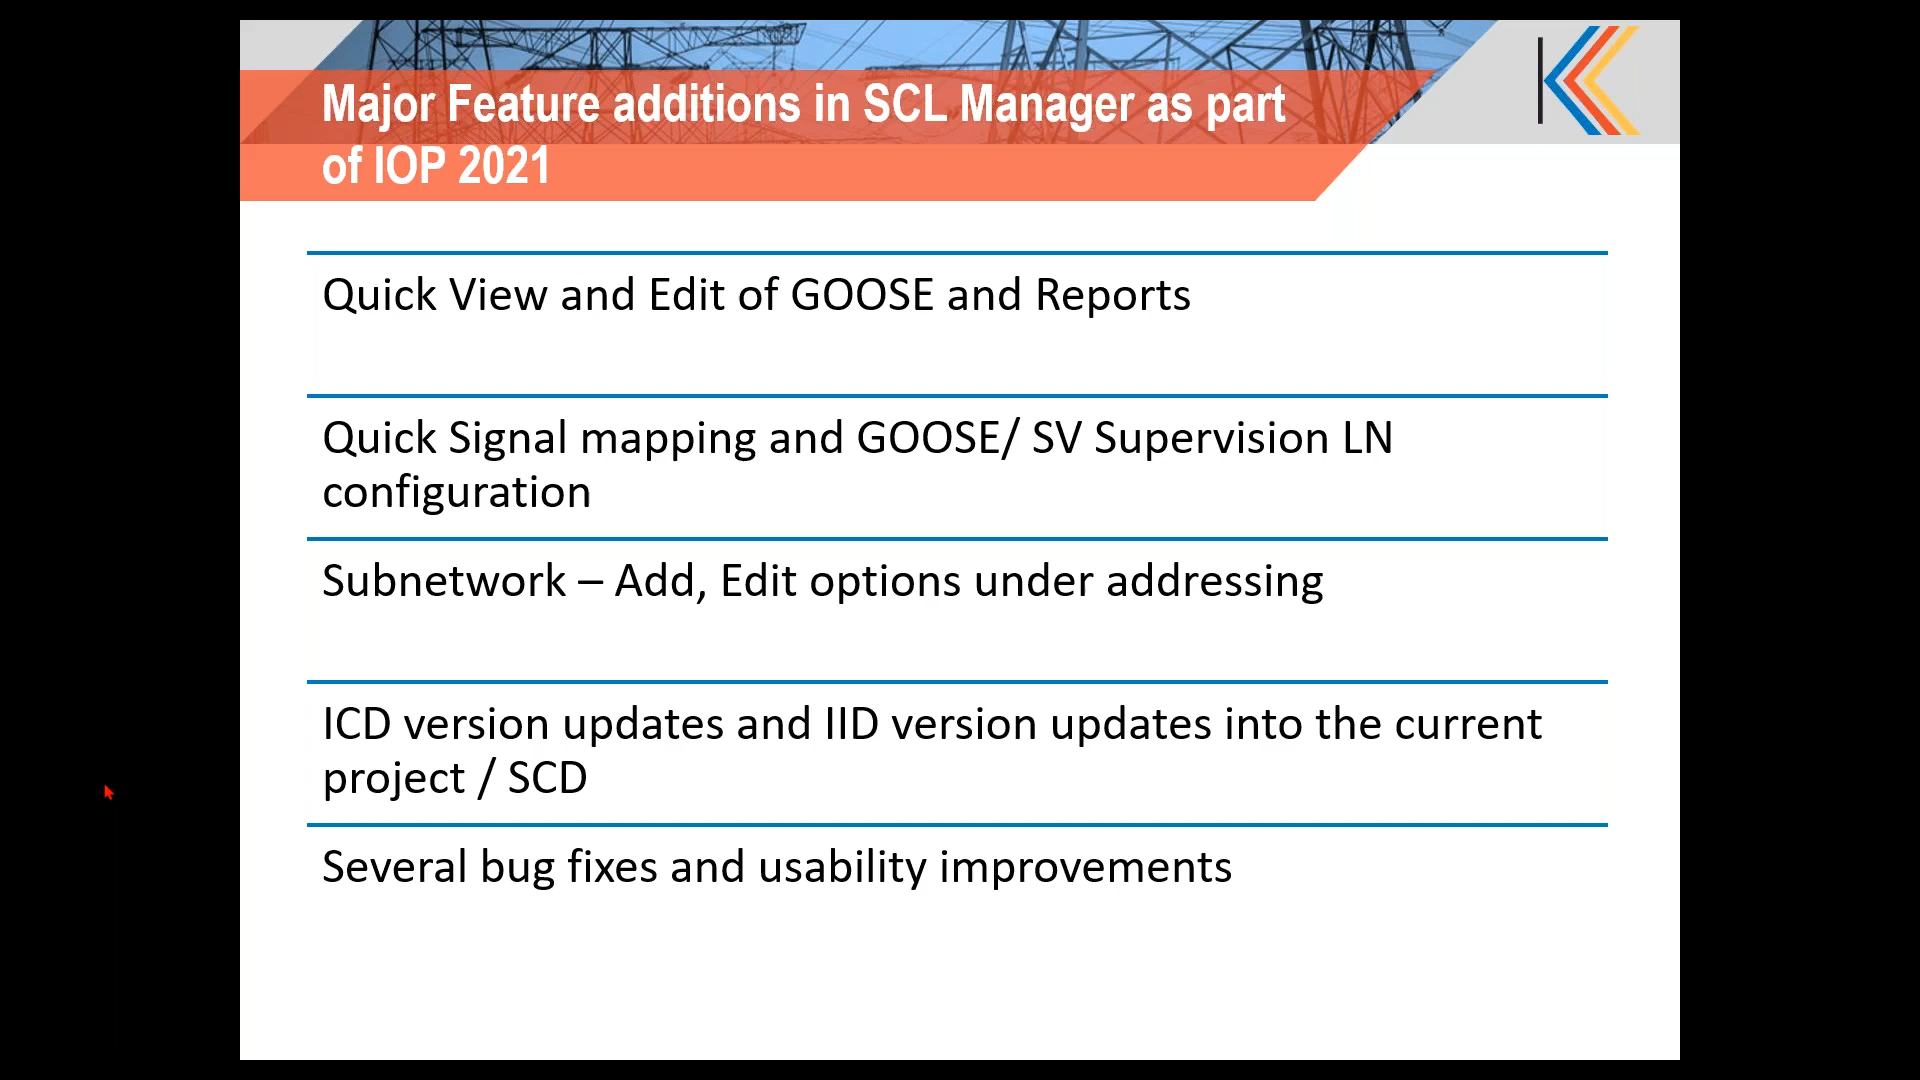 Major Feature additions in SCL Manager as part
of IOP 2021
Quick View and Edit of GOOSE and Reports
Quick Signal mapping and GOOSE/ SV Supervision LN
configuration
Subnetwork – Add, Edit options under addressing
ICD version updates and IID version updates into the current
project / SCD
Several bug fixes and usability improvements